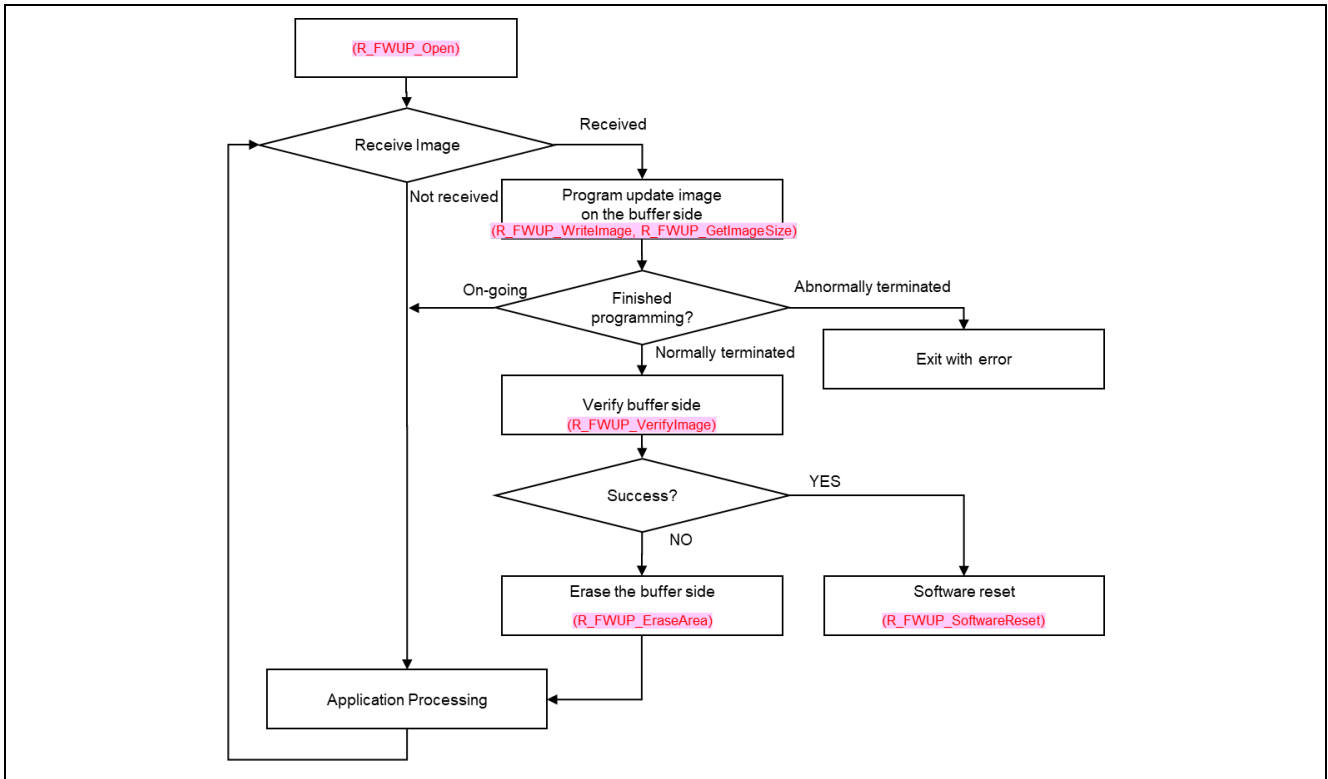 (R_FWUP_Open)
Receive Image
Received
Not received
Program update image
on the buffer side
(R_FWUP_WriteImage, R_FWUP_GetImageSize)
On-going
Finished
programming?
Abnormally terminated
Normally terminated
Exit with error
Verify buffer side
(R_FWUP_VerifyImage)
Success?
YES
NO
Erase the buffer side
(R_FWUP_EraseArea)
Software reset
(R_FWUP_SoftwareReset)
Application Processing